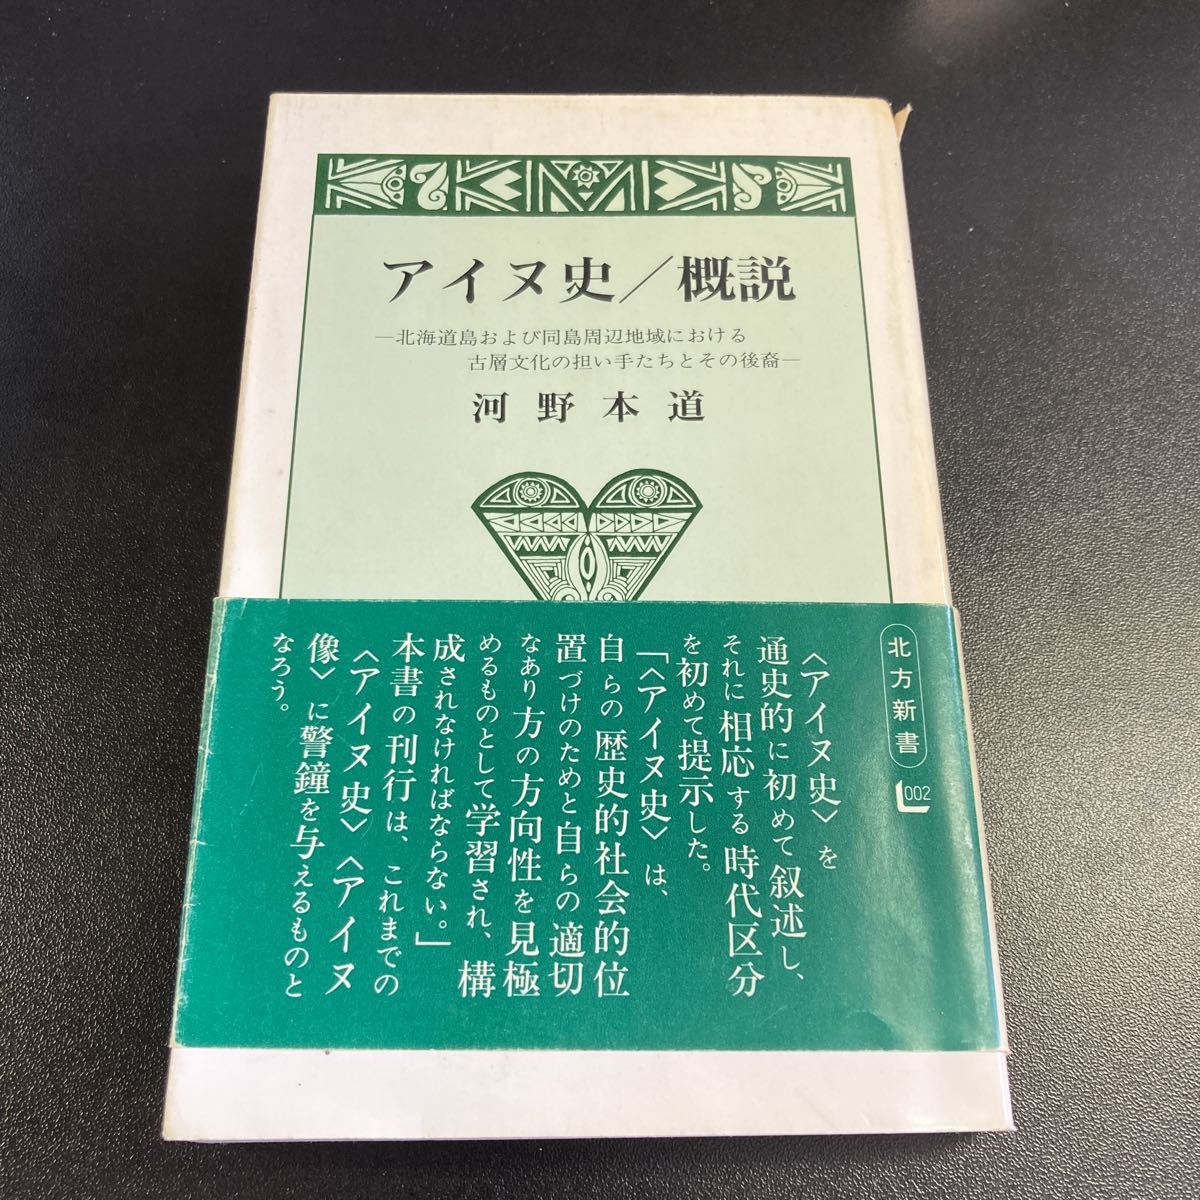 アイヌ史／概説
―北海道島および同島周辺地域における
古層文化の担い手たちとその後裔―
河野本道
北方新書
002
〈アイヌ史〉を
通史的に初めて叙述し、
それに相応する時代区分
を初めて提示した。
「〈アイヌ史〉は、
自らの歴史的社会的位
置づけのためと自らの適切
なあり方の方向性を見極
めるものとして学習され、構
成されなければならない。」
本書の刊行は、これまでの
〈アイヌ史〉〈アイヌ
像〉に警鐘を与えるものと
なろう。